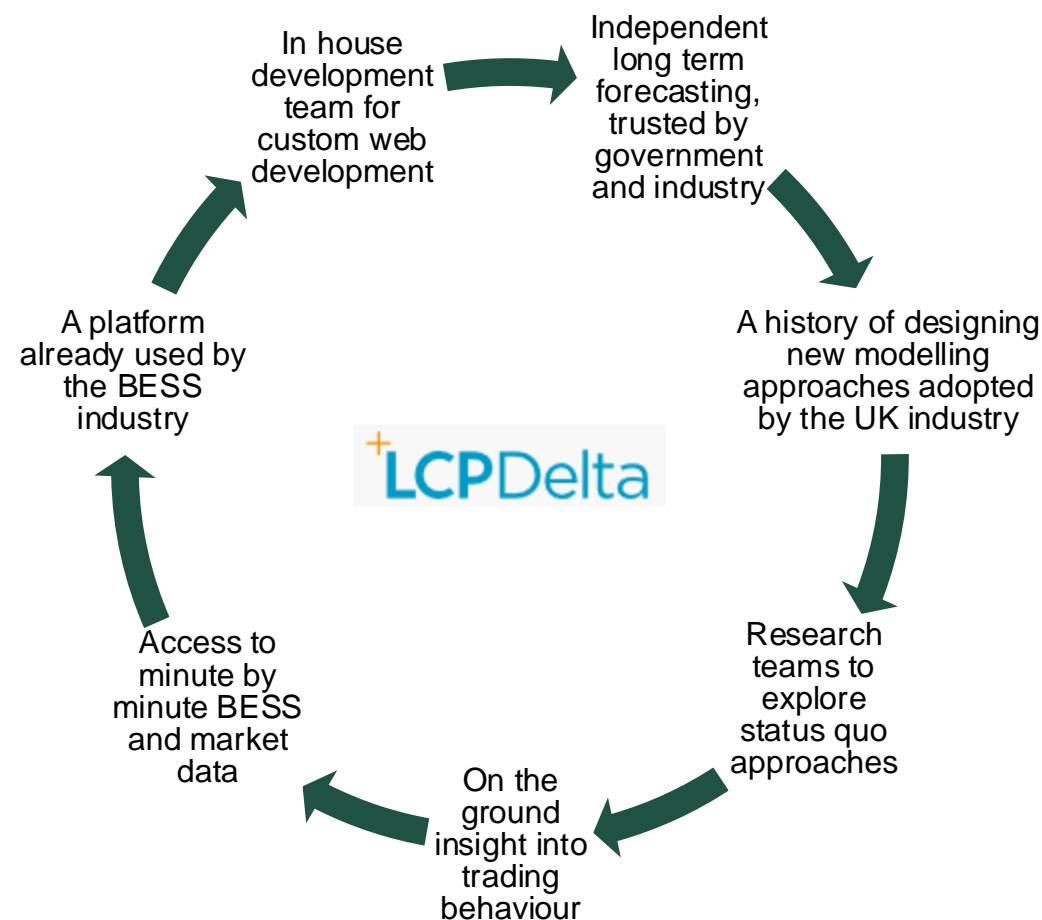 In house
development
team for
custom web
development
Independent
long term
forecasting,
trusted by
government
and industry
A history of designing
new modelling
approaches adopted
by the UK industry
Research
teams to
explore
status quo
approaches
On the
ground
insight into
trading
behaviour
Access to
minute by
minute BESS
and market
data
A platform
already used by
the BESS
industry
+LCPDelta